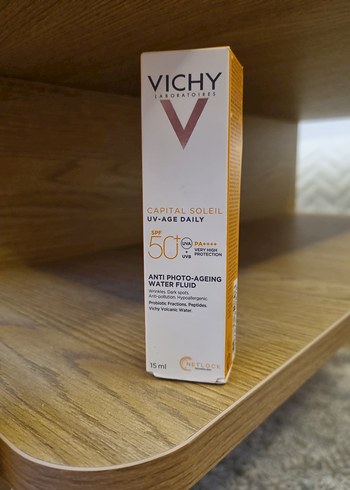 VICHY
LABORATOIRES
CAPITAL SOLEIL
UV-AGE DAILY
SPF
50+
UVA
+
UVB
PA++++
VERY HIGH
PROTECTION
ANTI PHOTO-AGEING
WATER FLUID
Wrinkles. Dark spots.
Anti-pollution. Hypoallergenic.
Probiotic Fractions. Peptides.
Vichy Volcanic Water.
15 ml
NETLOCK